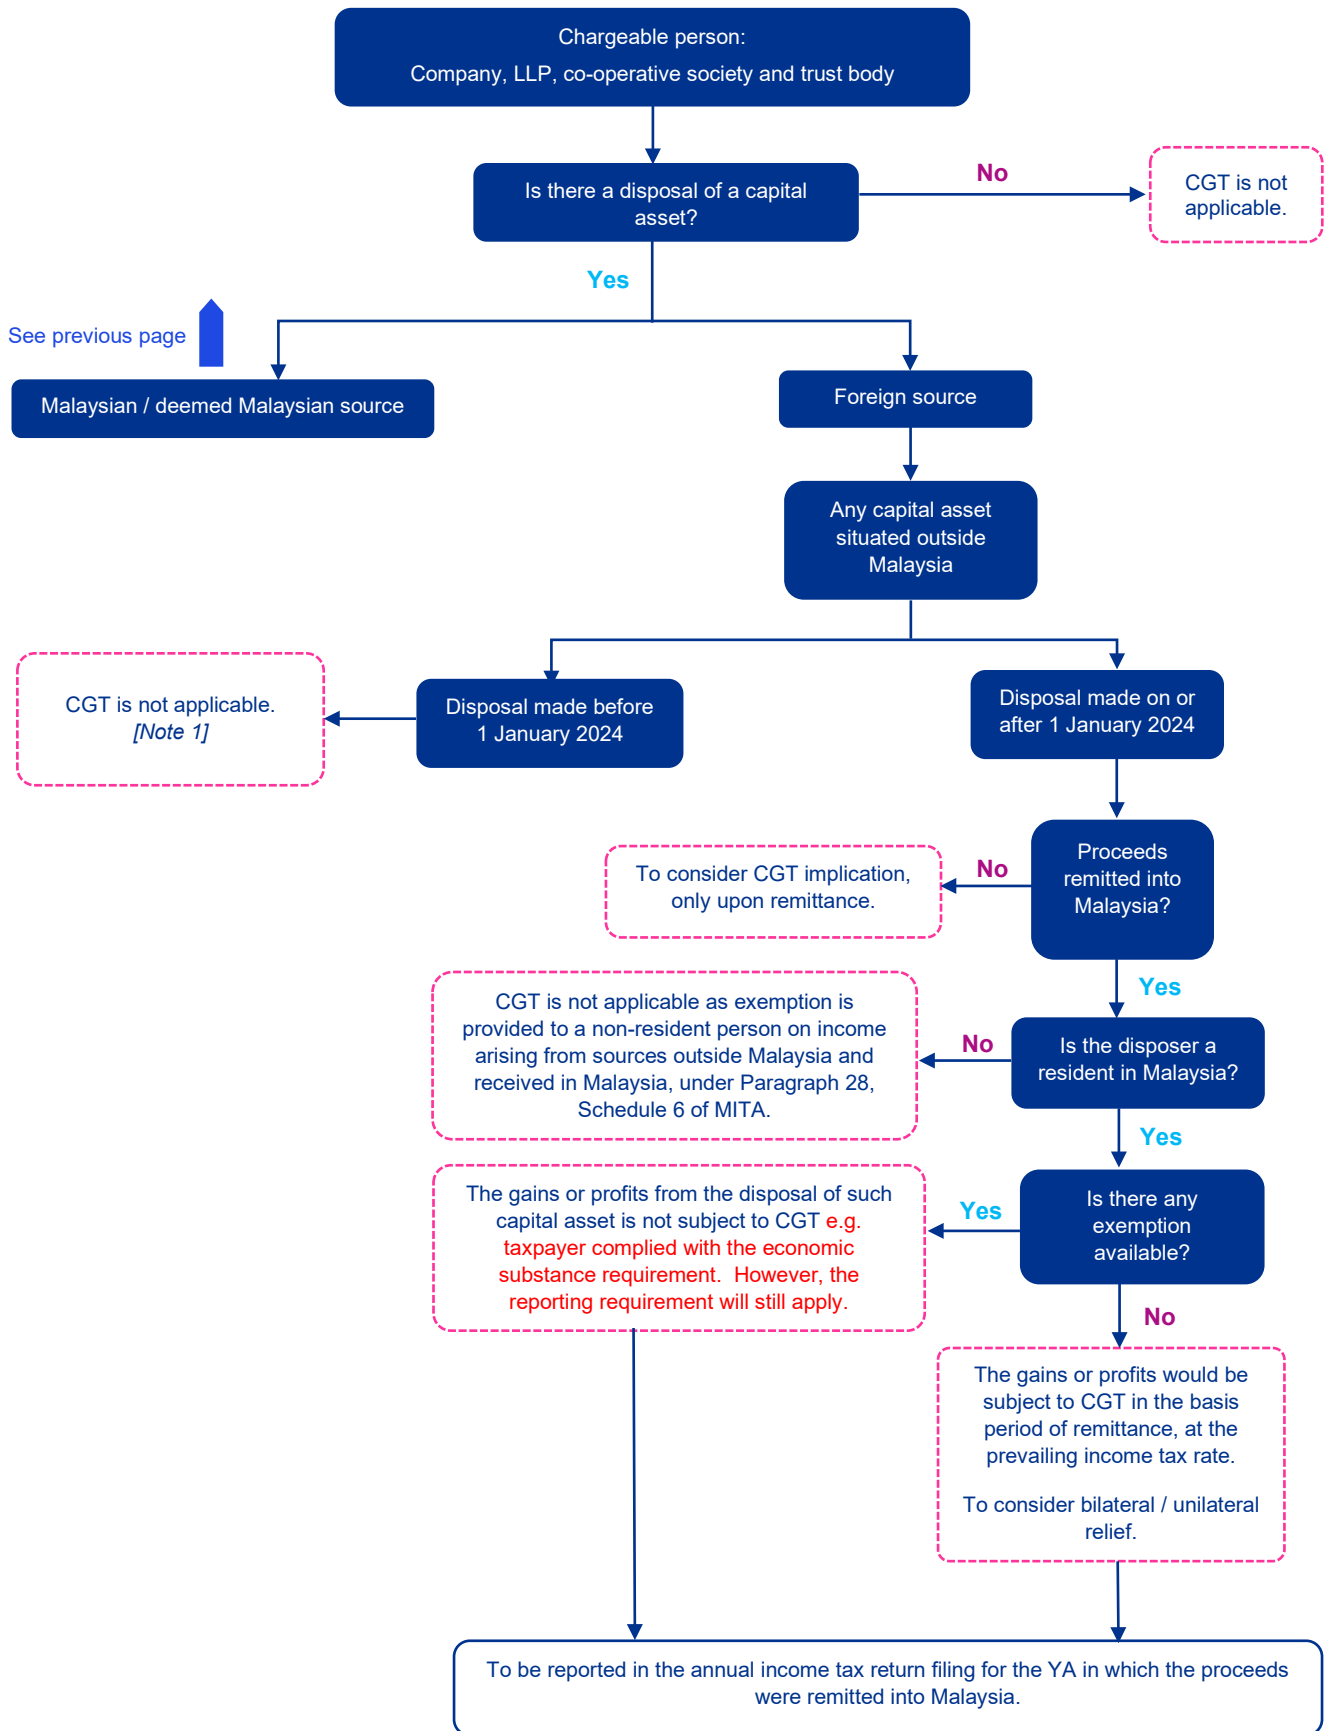 Chargeable person:
Company, LLP, co-operative society and trust body
Is there a disposal of a capital
asset?
No
CGT is not
applicable.
Yes
See previous page
Malaysian / deemed Malaysian source
Foreign source
Any capital asset
situated outside
Malaysia
CGT is not applicable.
[Note 1]
Disposal made before
1 January 2024
Disposal made on or
after 1 January 2024
Proceeds
remitted into
Malaysia?
No
To consider CGT implication,
only upon remittance.
Yes
Is the disposer a
resident in Malaysia?
No
CGT is not applicable as exemption is
provided to a non-resident person on income
arising from sources outside Malaysia and
received in Malaysia, under Paragraph 28,
Schedule 6 of MITA.
Yes
Is there any
exemption
available?
Yes
The gains or profits from the disposal of such
capital asset is not subject to CGT e.g.
taxpayer complied with the economic
substance requirement.  However, the
reporting requirement will still apply.
No
The gains or profits would be
subject to CGT in the basis
period of remittance, at the
prevailing income tax rate.
To consider bilateral / unilateral
relief.
To be reported in the annual income tax return filing for the YA in which the proceeds
were remitted into Malaysia.